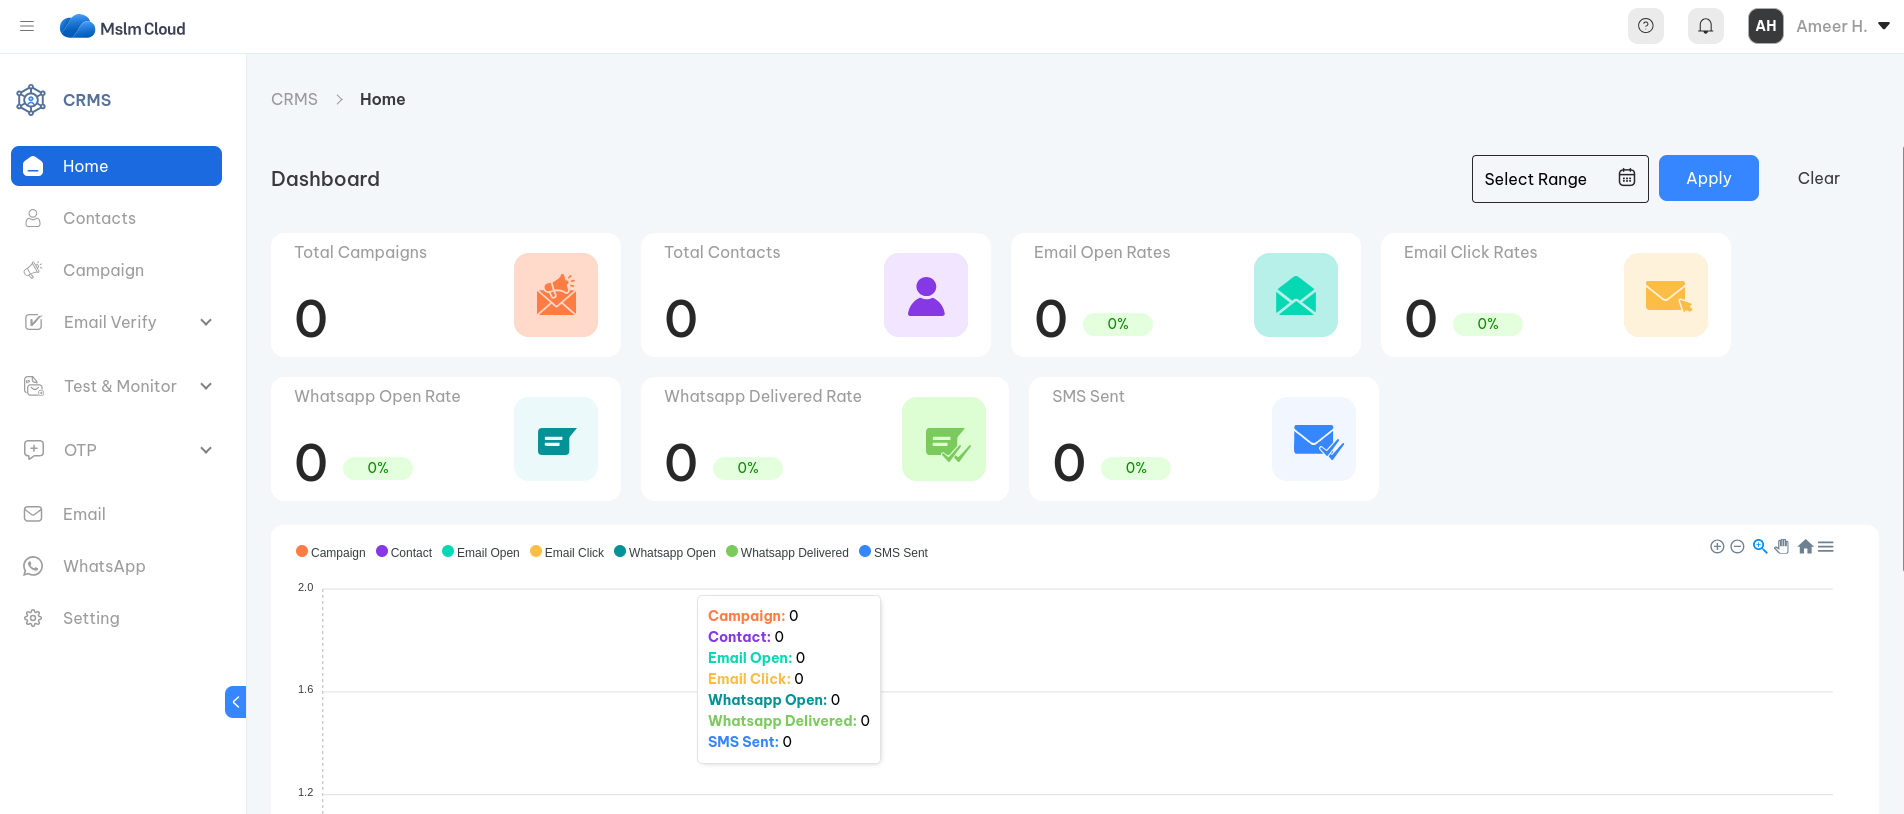 Mslm Cloud
AH
Ameer H.
CRMS
Home
Contacts
Campaign
Email Verify
Test & Monitor
OTP
Email
WhatsApp
Setting
CRMS > Home
Dashboard
Select Range
Apply
Clear
Total Campaigns
0
Total Contacts
0
Email Open Rates
0 0%
Email Click Rates
0 0%
Whatsapp Open Rate
0 0%
Whatsapp Delivered Rate
0 0%
SMS Sent
0 0%
Campaign Contact Email Open Email Click Whatsapp Open Whatsapp Delivered SMS Sent
2.0
1.6
1.2
Campaign: 0
Contact: 0
Email Open: 0
Email Click: 0
Whatsapp Open: 0
Whatsapp Delivered: 0
SMS Sent: 0